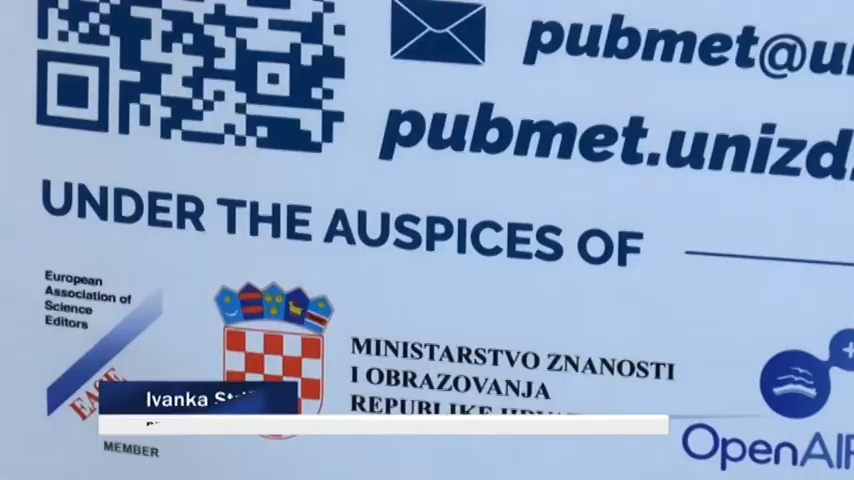 pubmet@u
pubmet.unizd.
UNDER THE AUSPICES OF
European
Association of
Science
Editors
EASE
MEMBER
MINISTARSTVO ZNANOSTI
I OBRAZOVANJA
REPUBLIKE
OpenAI
Ivanka